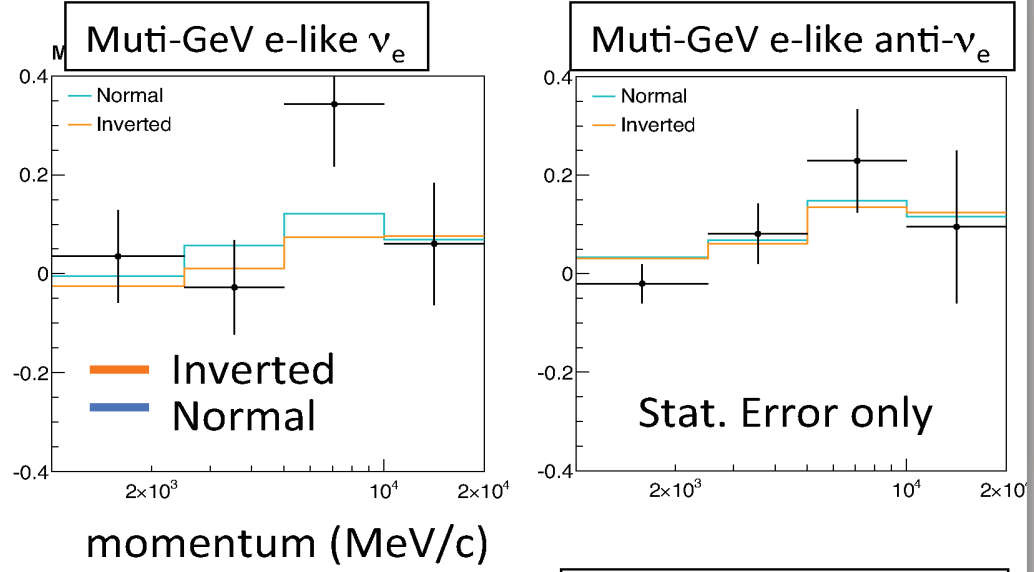 Muti-GeV e-like νe
M
0.4
Normal
Inverted
0.2
0
-0.2
-0.4
Inverted
Normal
2×10³
10⁴
2×10⁴
momentum (MeV/c)
Muti-GeV e-like anti-νe
0.4
Normal
Inverted
0.2
0
-0.2
-0.4
Stat. Error only
2×10³
10⁴
2×10⁴